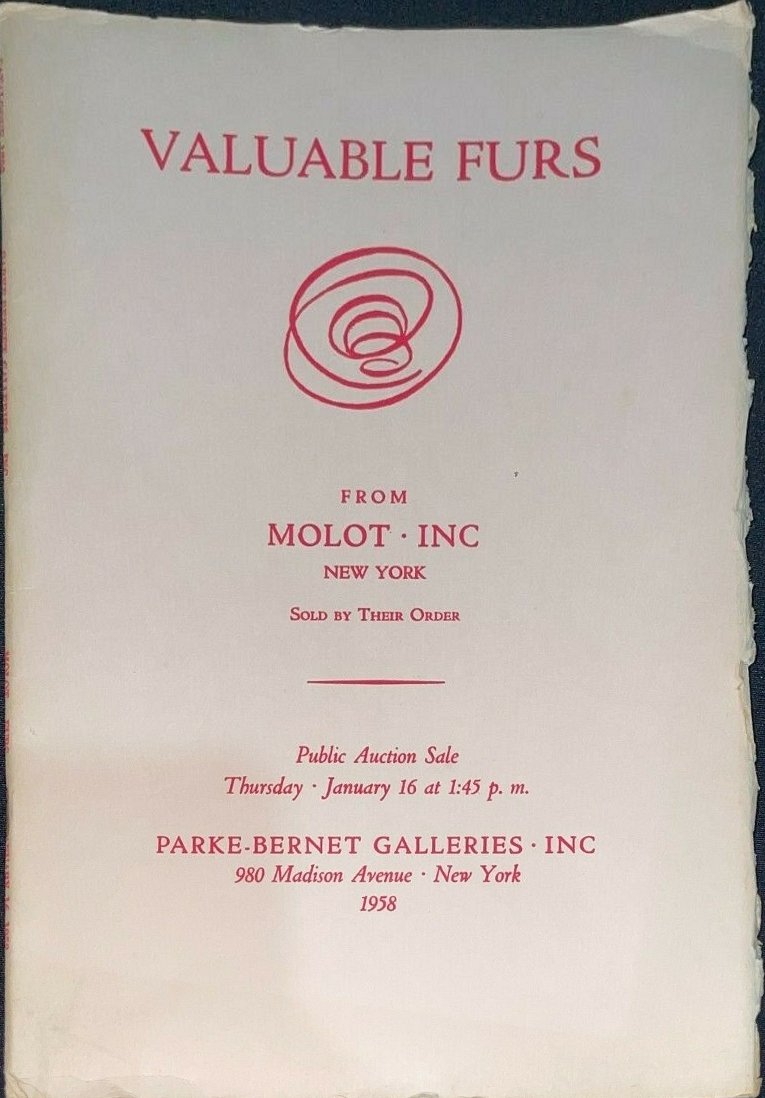 VALUABLE FURS
FROM
MOLOT · INC
NEW YORK
SOLD BY THEIR ORDER
Public Auction Sale
Thursday · January 16 at 1:45 p. m.
PARKE-BERNET GALLERIES · INC
980 Madison Avenue · New York
1958